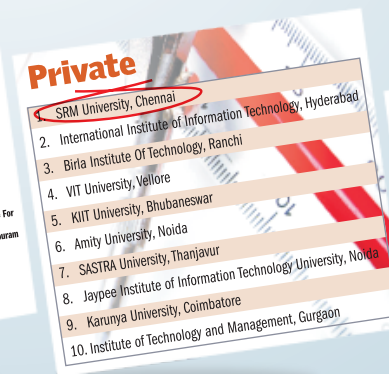 For
uram
Private
1. SRM University, Chennai
2. International Institute of Information Technology, Hyderabad
3. Birla Institute Of Technology, Ranchi
4. VIT University, Vellore
5. KIIT University, Bhubaneswar
6. Amity University, Noida
7. SASTRA University, Thanjavur
8. Jaypee Institute of Information Technology University, Noida
9. Karunya University, Coimbatore
10. Institute of Technology and Management, Gurgaon